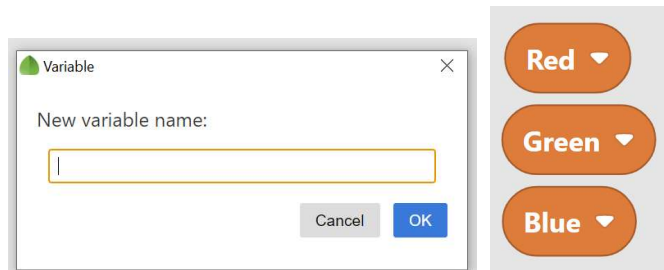 Variable
New variable name:
Cancel OK
Red
Green
Blue